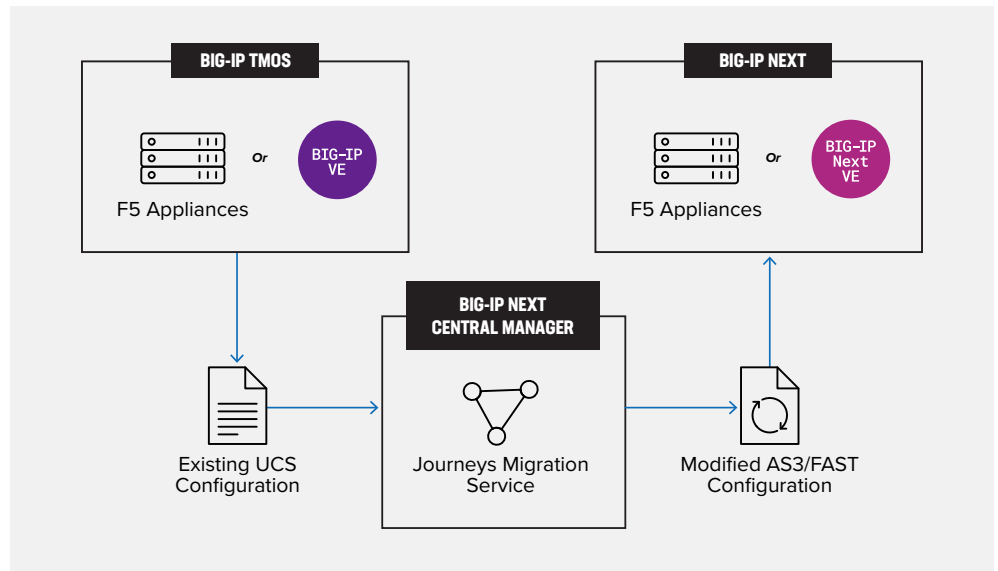 BIG-IP TMOS
F5 Appliances
Or
BIG-IP
VE
BIG-IP NEXT
F5 Appliances
Or
BIG-IP
Next
VE
Existing UCS
Configuration
BIG-IP NEXT
CENTRAL MANAGER
Journeys Migration
Service
Modified AS3/FAST
Configuration